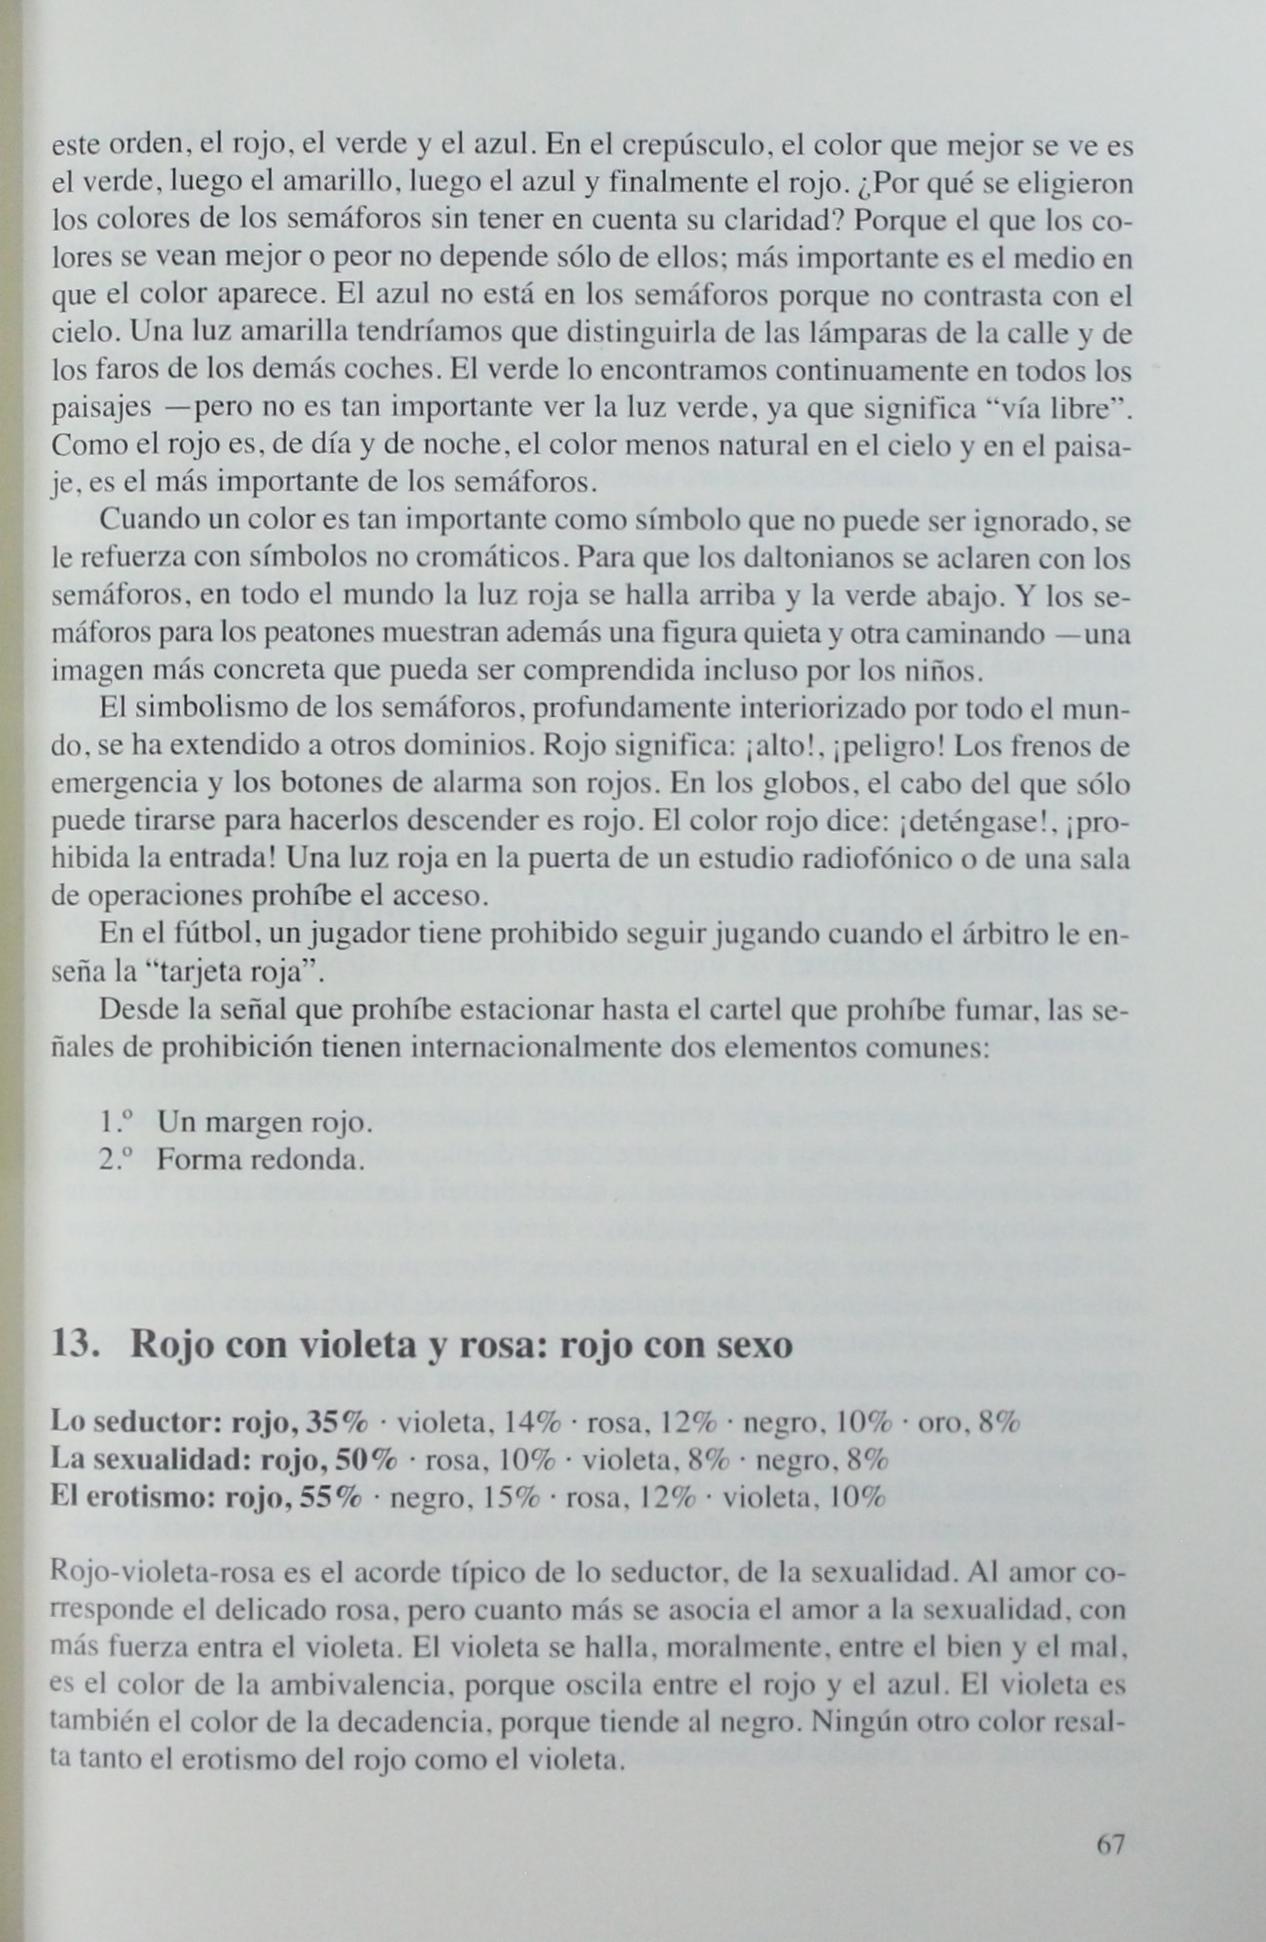 este orden, el rojo, el verde y el azul. En el crepúsculo, el color que mejor se ve es
el verde, luego el amarillo, luego el azul y finalmente el rojo. ¿Por qué se eligieron
los colores de los semáforos sin tener en cuenta su claridad? Porque el que los co-
lores se vean mejor o peor no depende sólo de ellos; más importante es el medio en
que el color aparece. El azul no está en los semáforos porque no contrasta con el
cielo. Una luz amarilla tendríamos que distinguirla de las lámparas de la calle y de
los faros de los demás coches. El verde lo encontramos continuamente en todos los
paisajes —pero no es tan importante ver la luz verde, ya que significa “vía libre”.
Como el rojo es, de día y de noche, el color menos natural en el cielo y en el paisa-
je, es el más importante de los semáforos.
Cuando un color es tan importante como símbolo que no puede ser ignorado, se
le refuerza con símbolos no cromáticos. Para que los daltonianos se aclaren con los
semáforos, en todo el mundo la luz roja se halla arriba y la verde abajo. Y los se-
máforos para los peatones muestran además una figura quieta y otra caminando —una
imagen más concreta que pueda ser comprendida incluso por los niños.
El simbolismo de los semáforos, profundamente interiorizado por todo el mun-
do, se ha extendido a otros dominios. Rojo significa: ¡alto!, ¡peligro! Los frenos de
emergencia y los botones de alarma son rojos. En los globos, el cabo del que sólo
puede tirarse para hacerlos descender es rojo. El color rojo dice: ¡deténgase!, ¡pro-
hibida la entrada! Una luz roja en la puerta de un estudio radiofónico o de una sala
de operaciones prohíbe el acceso.
En el fútbol, un jugador tiene prohibido seguir jugando cuando el árbitro le en-
seña la “tarjeta roja”.
Desde la señal que prohíbe estacionar hasta el cartel que prohíbe fumar, las se-
ñales de prohibición tienen internacionalmente dos elementos comunes:
1.º Un margen rojo.
2.º Forma redonda.
13. Rojo con violeta y rosa: rojo con sexo
Lo seductor: rojo, 35% · violeta, 14% · rosa, 12% · negro, 10% · oro, 8%
La sexualidad: rojo, 50% · rosa, 10% · violeta, 8% · negro, 8%
El erotismo: rojo, 55% · negro, 15% · rosa, 12% · violeta, 10%
Rojo-violeta-rosa es el acorde típico de lo seductor, de la sexualidad. Al amor co-
rresponde el delicado rosa, pero cuanto más se asocia el amor a la sexualidad, con
más fuerza entra el violeta. El violeta se halla, moralmente, entre el bien y el mal,
es el color de la ambivalencia, porque oscila entre el rojo y el azul. El violeta es
también el color de la decadencia, porque tiende al negro. Ningún otro color resal-
ta tanto el erotismo del rojo como el violeta.
67